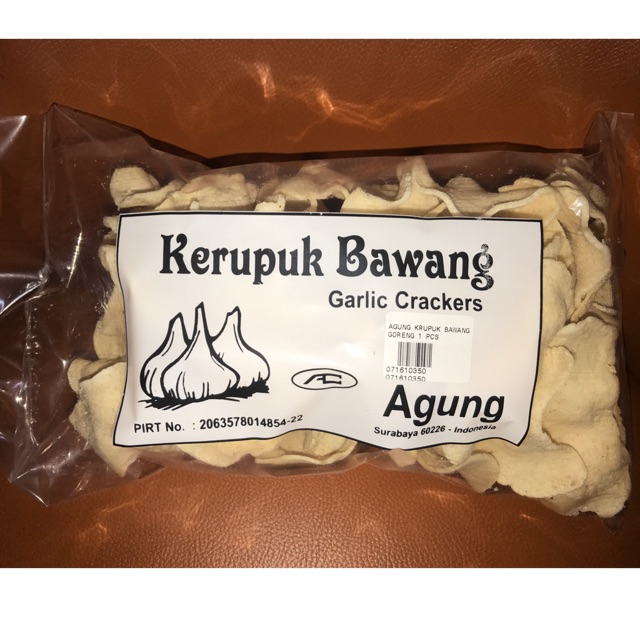 Kerupuk Bawang
Garlic Crackers
AGUNG KRUPUK BAWANG
GORENG 1 PCS
071610350
071610350
Agung
PIRT No. : 2063578014854-22
Surabaya 60226 - Indonesia